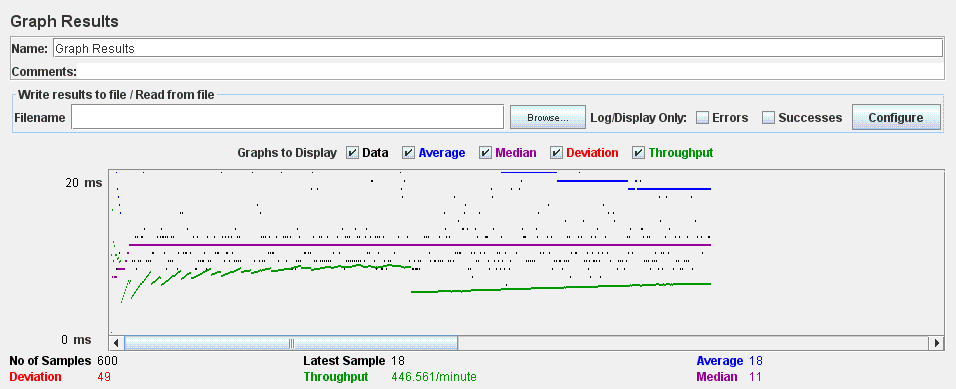 Graph Results
Name: Graph Results
Comments:
Write results to file / Read from file
Filename Browse... Log/Display Only: Errors Successes Configure
Graphs to Display Data Average Median Deviation Throughput
20 ms
0 ms
No of Samples 600 Latest Sample 18 Average 18
Deviation 49 Throughput 446.561/minute Median 11